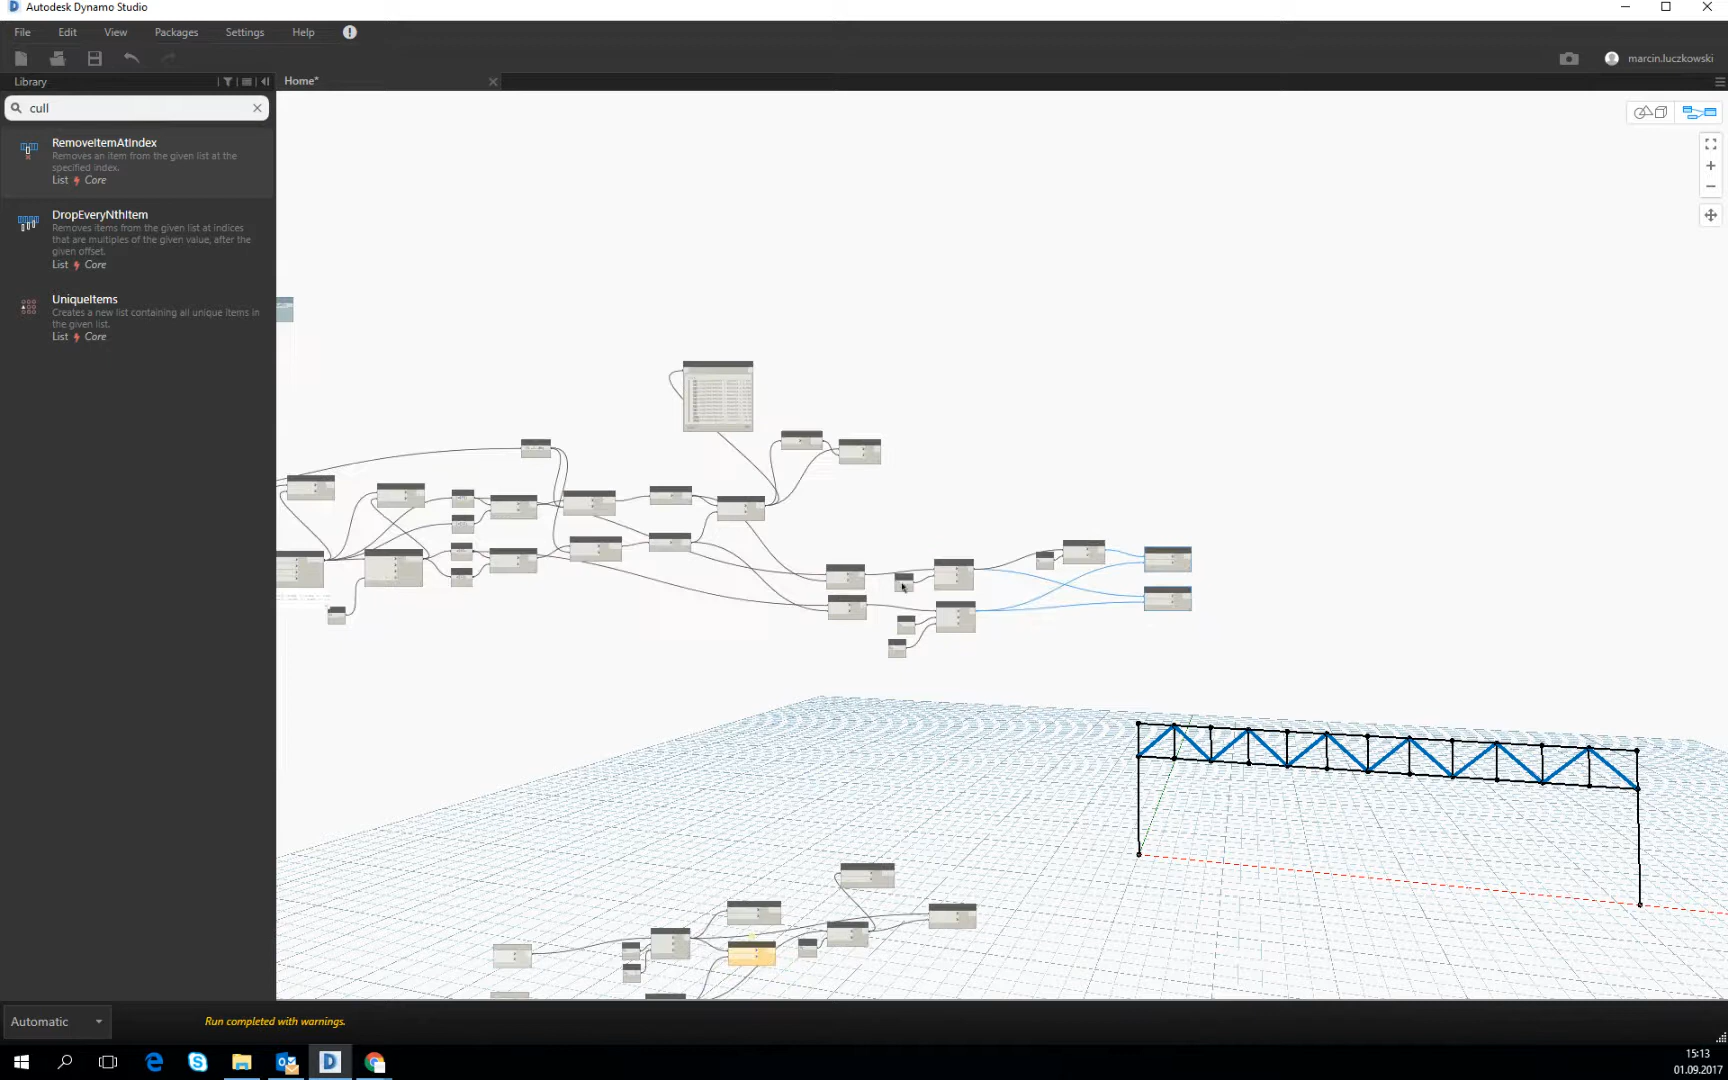 Autodesk Dynamo Studio
File Edit View Packages Settings Help
marcin.luczkowski
Library
Home*
cull
RemoveItemAtIndex
Removes an item from the given list at the
specified index.
List Core
DropEveryNthItem
Removes items from the given list at indices
that are multiples of the given value, after the
given offset.
List Core
UniqueItems
Creates a new list containing all unique items in
the given list.
List Core
Automatic
Run completed with warnings.
15:13
01.09.2017